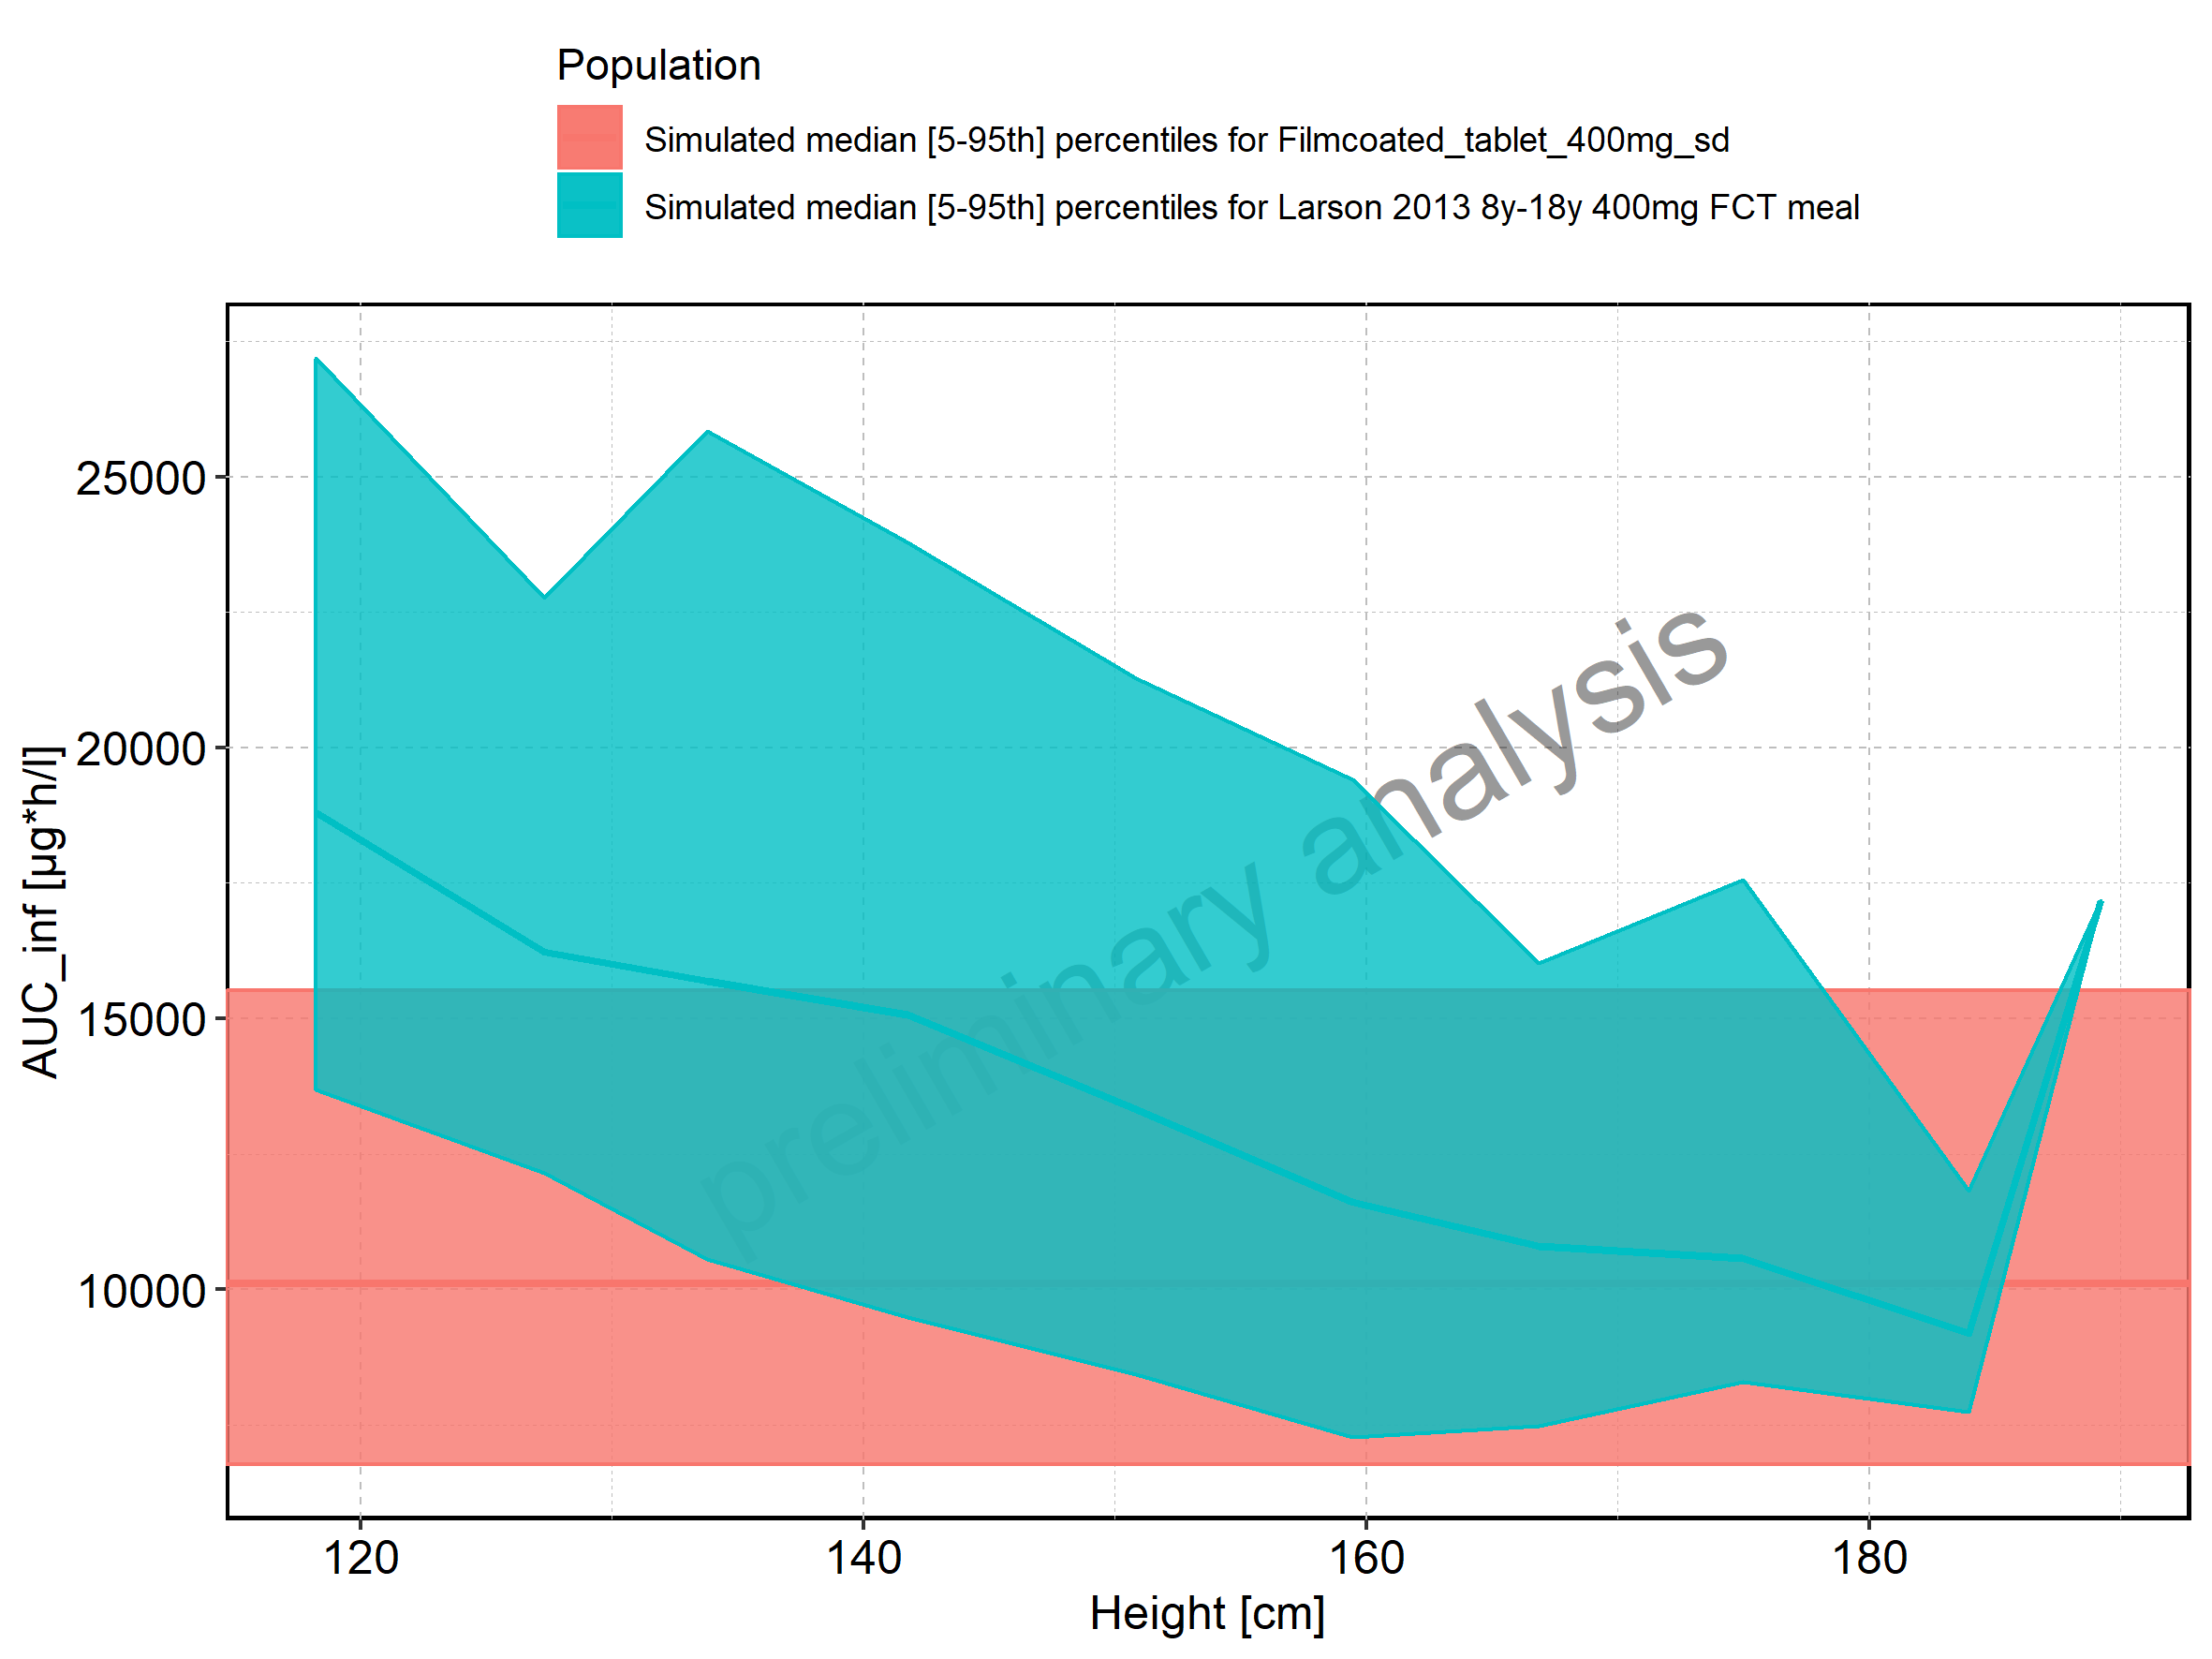 Population
Simulated median [5-95th] percentiles for Filmcoated_tablet_400mg_sd
Simulated median [5-95th] percentiles for Larson 2013 8y-18y 400mg FCT meal
AUC_inf [µg*h/l]
25000
20000
15000
10000
preliminary analysis
120 140 160 180
Height [cm]